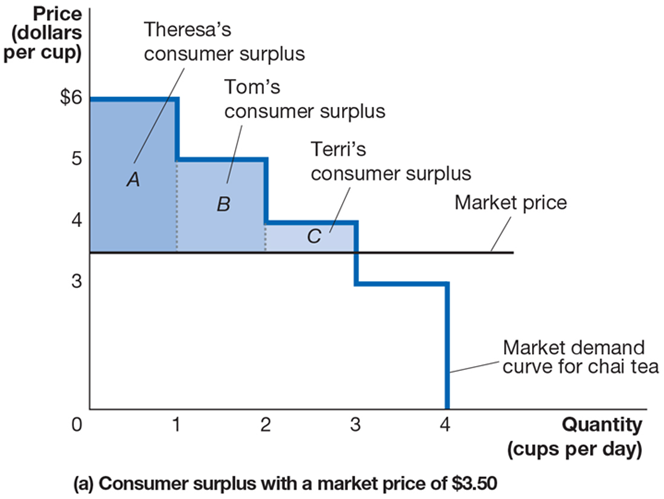 Price
(dollars
per cup)
Theresa's
consumer surplus
Tom's
consumer surplus
Terri's
consumer surplus
Market price
$6
5
4
3
A
B
C
Market demand
curve for chai tea
0
1
2
3
4
Quantity
(cups per day)
(a) Consumer surplus with a market price of $3.50